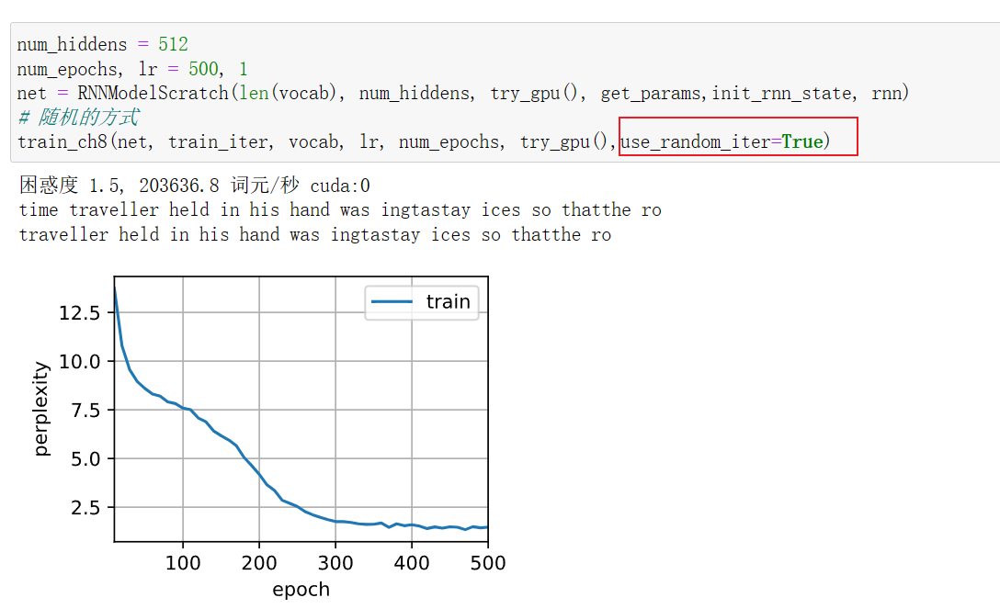 num_hiddens = 512
num_epochs, lr = 500, 1
net = RNNModelScratch(len(vocab), num_hiddens, try_gpu(), get_params,init_rnn_state, rnn)
# 随机的方式
train_ch8(net, train_iter, vocab, lr, num_epochs, try_gpu(),use_random_iter=True)
困惑度 1.5, 203636.8 词元/秒 cuda:0
time traveller held in his hand was ingtastay ices so thatthe ro
traveller held in his hand was ingtastay ices so thatthe ro
train
12.5
10.0
7.5
5.0
2.5
perplexity
100 200 300 400 500
epoch